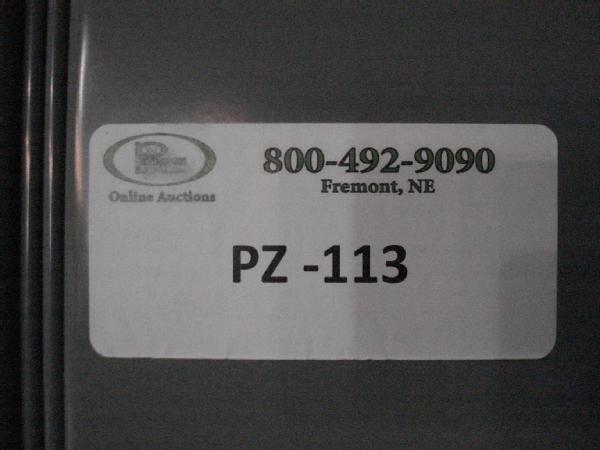 800-492-9090
Fremont, NE
Online Auctions
PZ -113